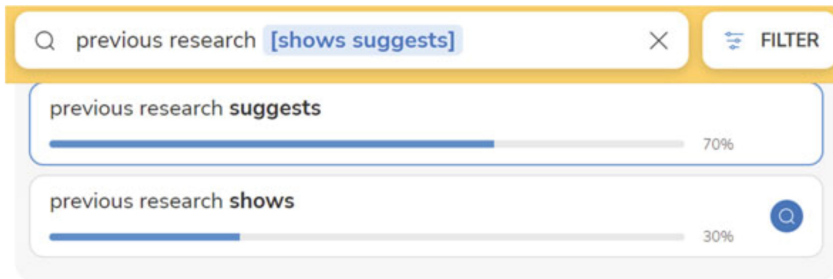 previous research [shows suggests]
FILTER
previous research suggests
70%
previous research shows
30%